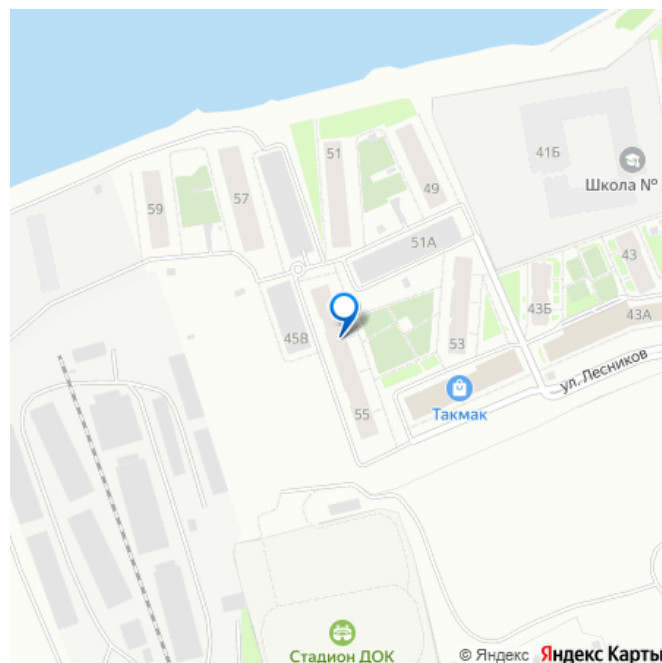 51
41Б
59
57
49
Школа №
51А
43
45В
43Б
43А
53
ул. Лесников
Такмак
55
Стадион ДОК
© Яндекс Яндекс Карты